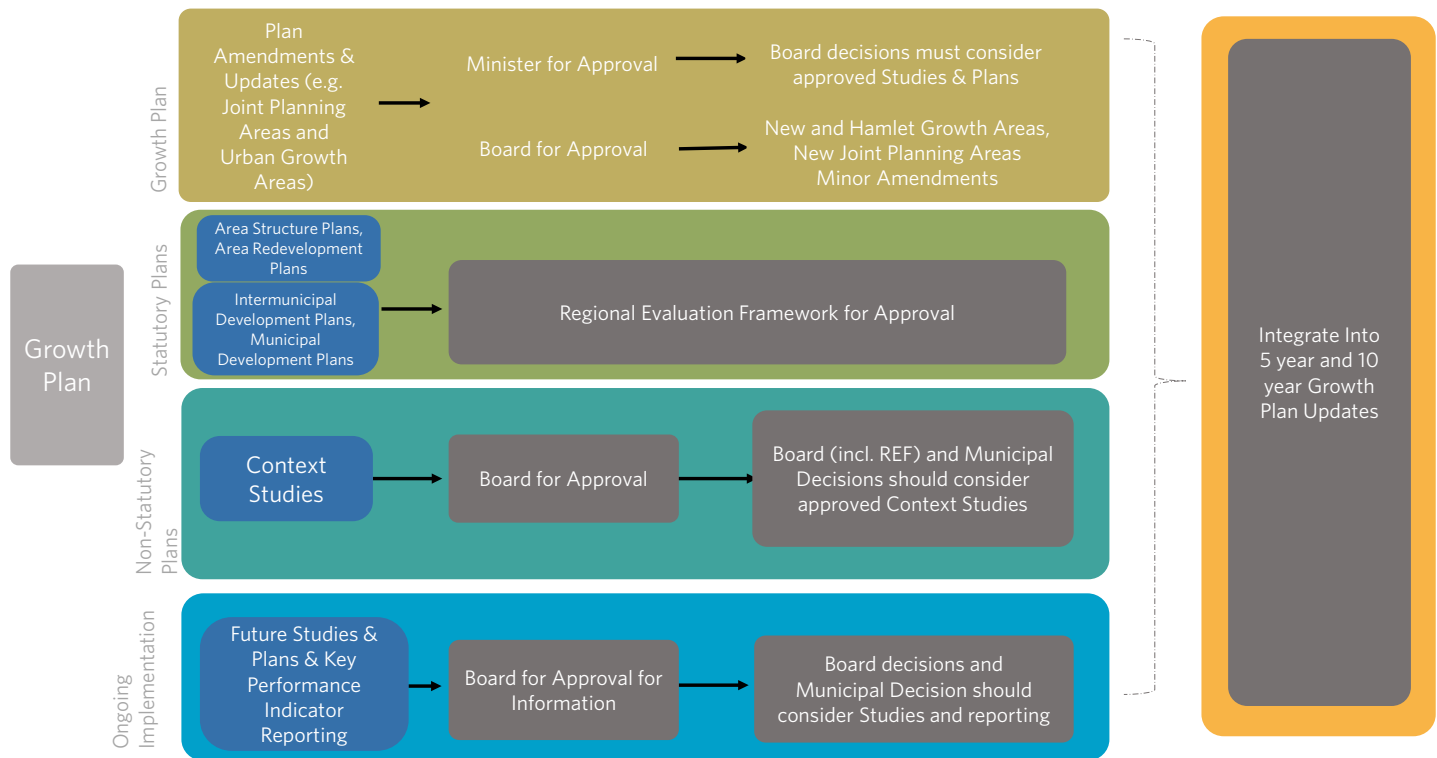 Growth
Plan
Growth Plan
Plan
Amendments &
Updates (e.g.
Joint Planning
Areas and
Urban Growth
Areas)
Minister for Approval
Board decisions must consider
approved Studies & Plans
Board for Approval
New and Hamlet Growth Areas,
New Joint Planning Areas
Minor Amendments
Statutory Plans
Area Structure Plans,
Area Redevelopment
Plans
Intermunicipal
Development Plans,
Municipal
Development Plans
Regional Evaluation Framework for Approval
Non-Statutory
Plans
Context
Studies
Board for Approval
Board (incl. REF) and Municipal
Decisions should consider
approved Context Studies
Ongoing
Implementation
Future Studies &
Plans & Key
Performance
Indicator
Reporting
Board for Approval for
Information
Board decisions and
Municipal Decision should
consider Studies and reporting
Integrate Into
5 year and 10
year Growth
Plan Updates